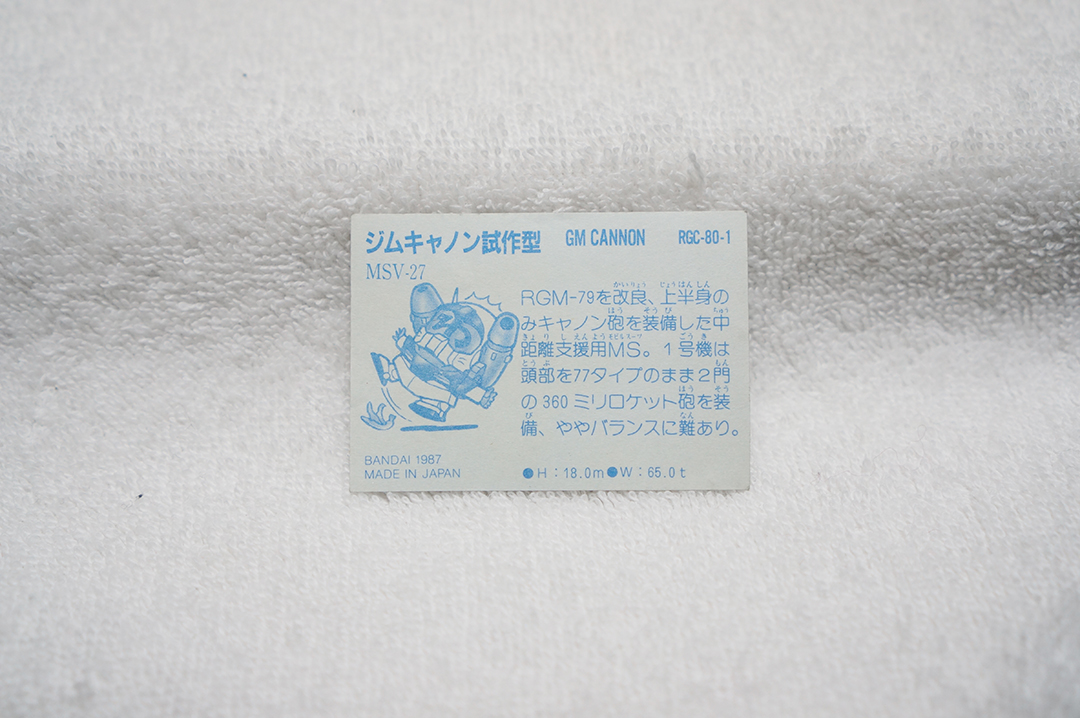 ジムキャノン試作型 GM CANNON RGC-80-1
MSV-27
RGM-79を改良、上半身の
みキャノン砲を装備した中
距離支援用MS。1号機は
頭部を77タイプのまま2門
の360ミリロケット砲を装
備、ややバランスに難あり。
BANDAI 1987
MADE IN JAPAN
●H:18.0m●W:65.0t